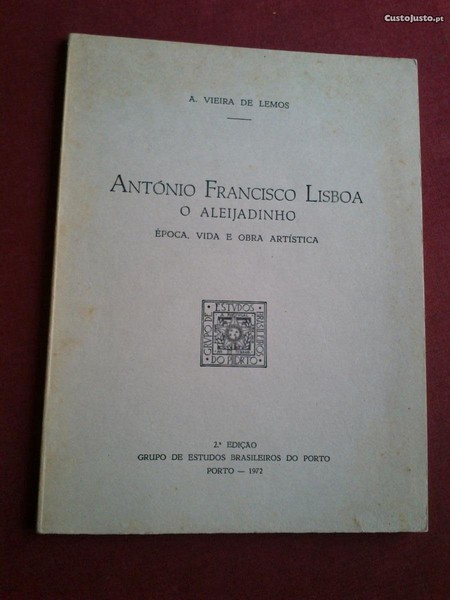 CustoJusto.pt
A. VIEIRA DE LEMOS
ANTÓNIO FRANCISCO LISBOA
O ALEIJADINHO
ÉPOCA, VIDA E OBRA ARTÍSTICA
GRUPO DE
ESTVDOS
BRASILEIROS
DO PORTO
2.ª EDIÇÃO
GRUPO DE ESTUDOS BRASILEIROS DO PORTO
PORTO — 1972